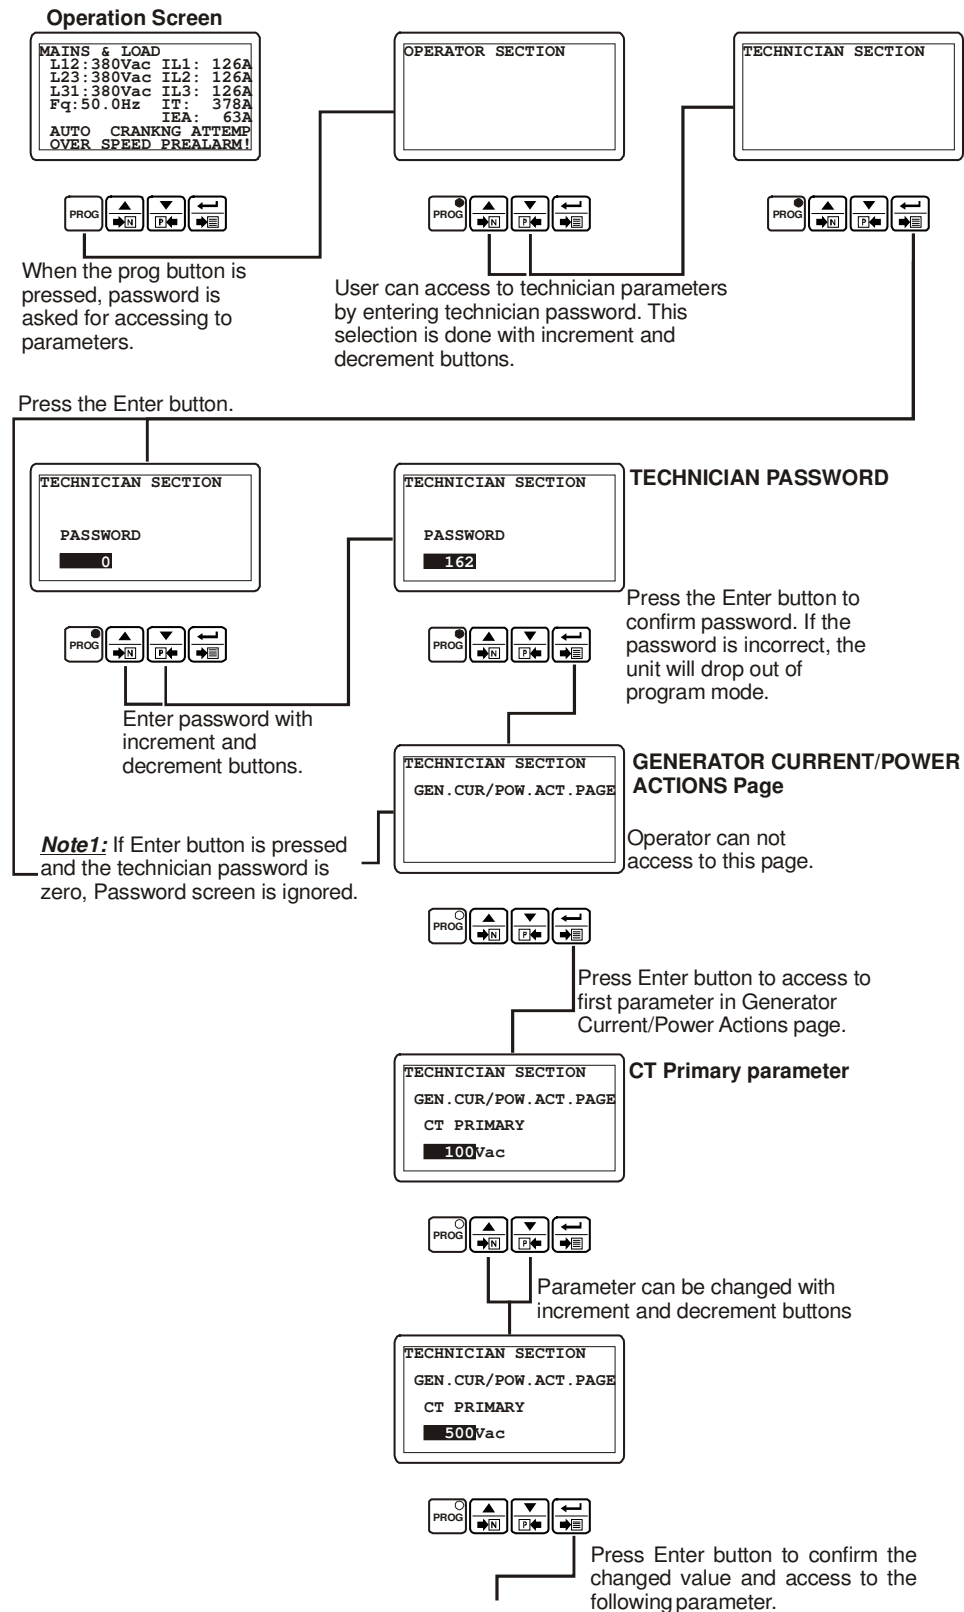 Operation Screen
MAINS & LOAD
L12:380Vac IL1: 126A
L23:380Vac IL2: 126A
L31:380Vac IL3: 126A
Fq:50.0Hz IT: 378A
IEA: 63A
AUTO CRANKNG ATTEMP
OVER SPEED PREALARM!
OPERATOR SECTION
TECHNICIAN SECTION
PROG N P
PROG N P
PROG N P
When the prog button is
pressed, password is
asked for accessing to
parameters.
User can access to technician parameters
by entering technician password. This
selection is done with increment and
decrement buttons.
Press the Enter button.
TECHNICIAN SECTION
PASSWORD
0
TECHNICIAN SECTION
PASSWORD
162
TECHNICIAN PASSWORD
PROG N P
PROG N P
Press the Enter button to
confirm password. If the
password is incorrect, the
unit will drop out of
program mode.
Enter password with
increment and
decrement buttons.
TECHNICIAN SECTION
GEN.CUR/POW.ACT.PAGE
GENERATOR CURRENT/POWER
ACTIONS Page
Operator can not
access to this page.
Note1: If Enter button is pressed
and the technician password is
zero, Password screen is ignored.
PROG N P
Press Enter button to access to
first parameter in Generator
Current/Power Actions page.
TECHNICIAN SECTION
GEN.CUR/POW.ACT.PAGE
CT PRIMARY
100Vac
CT Primary parameter
PROG N P
Parameter can be changed with
increment and decrement buttons
TECHNICIAN SECTION
GEN.CUR/POW.ACT.PAGE
CT PRIMARY
500Vac
PROG N P
Press Enter button to confirm the
changed value and access to the
following parameter.